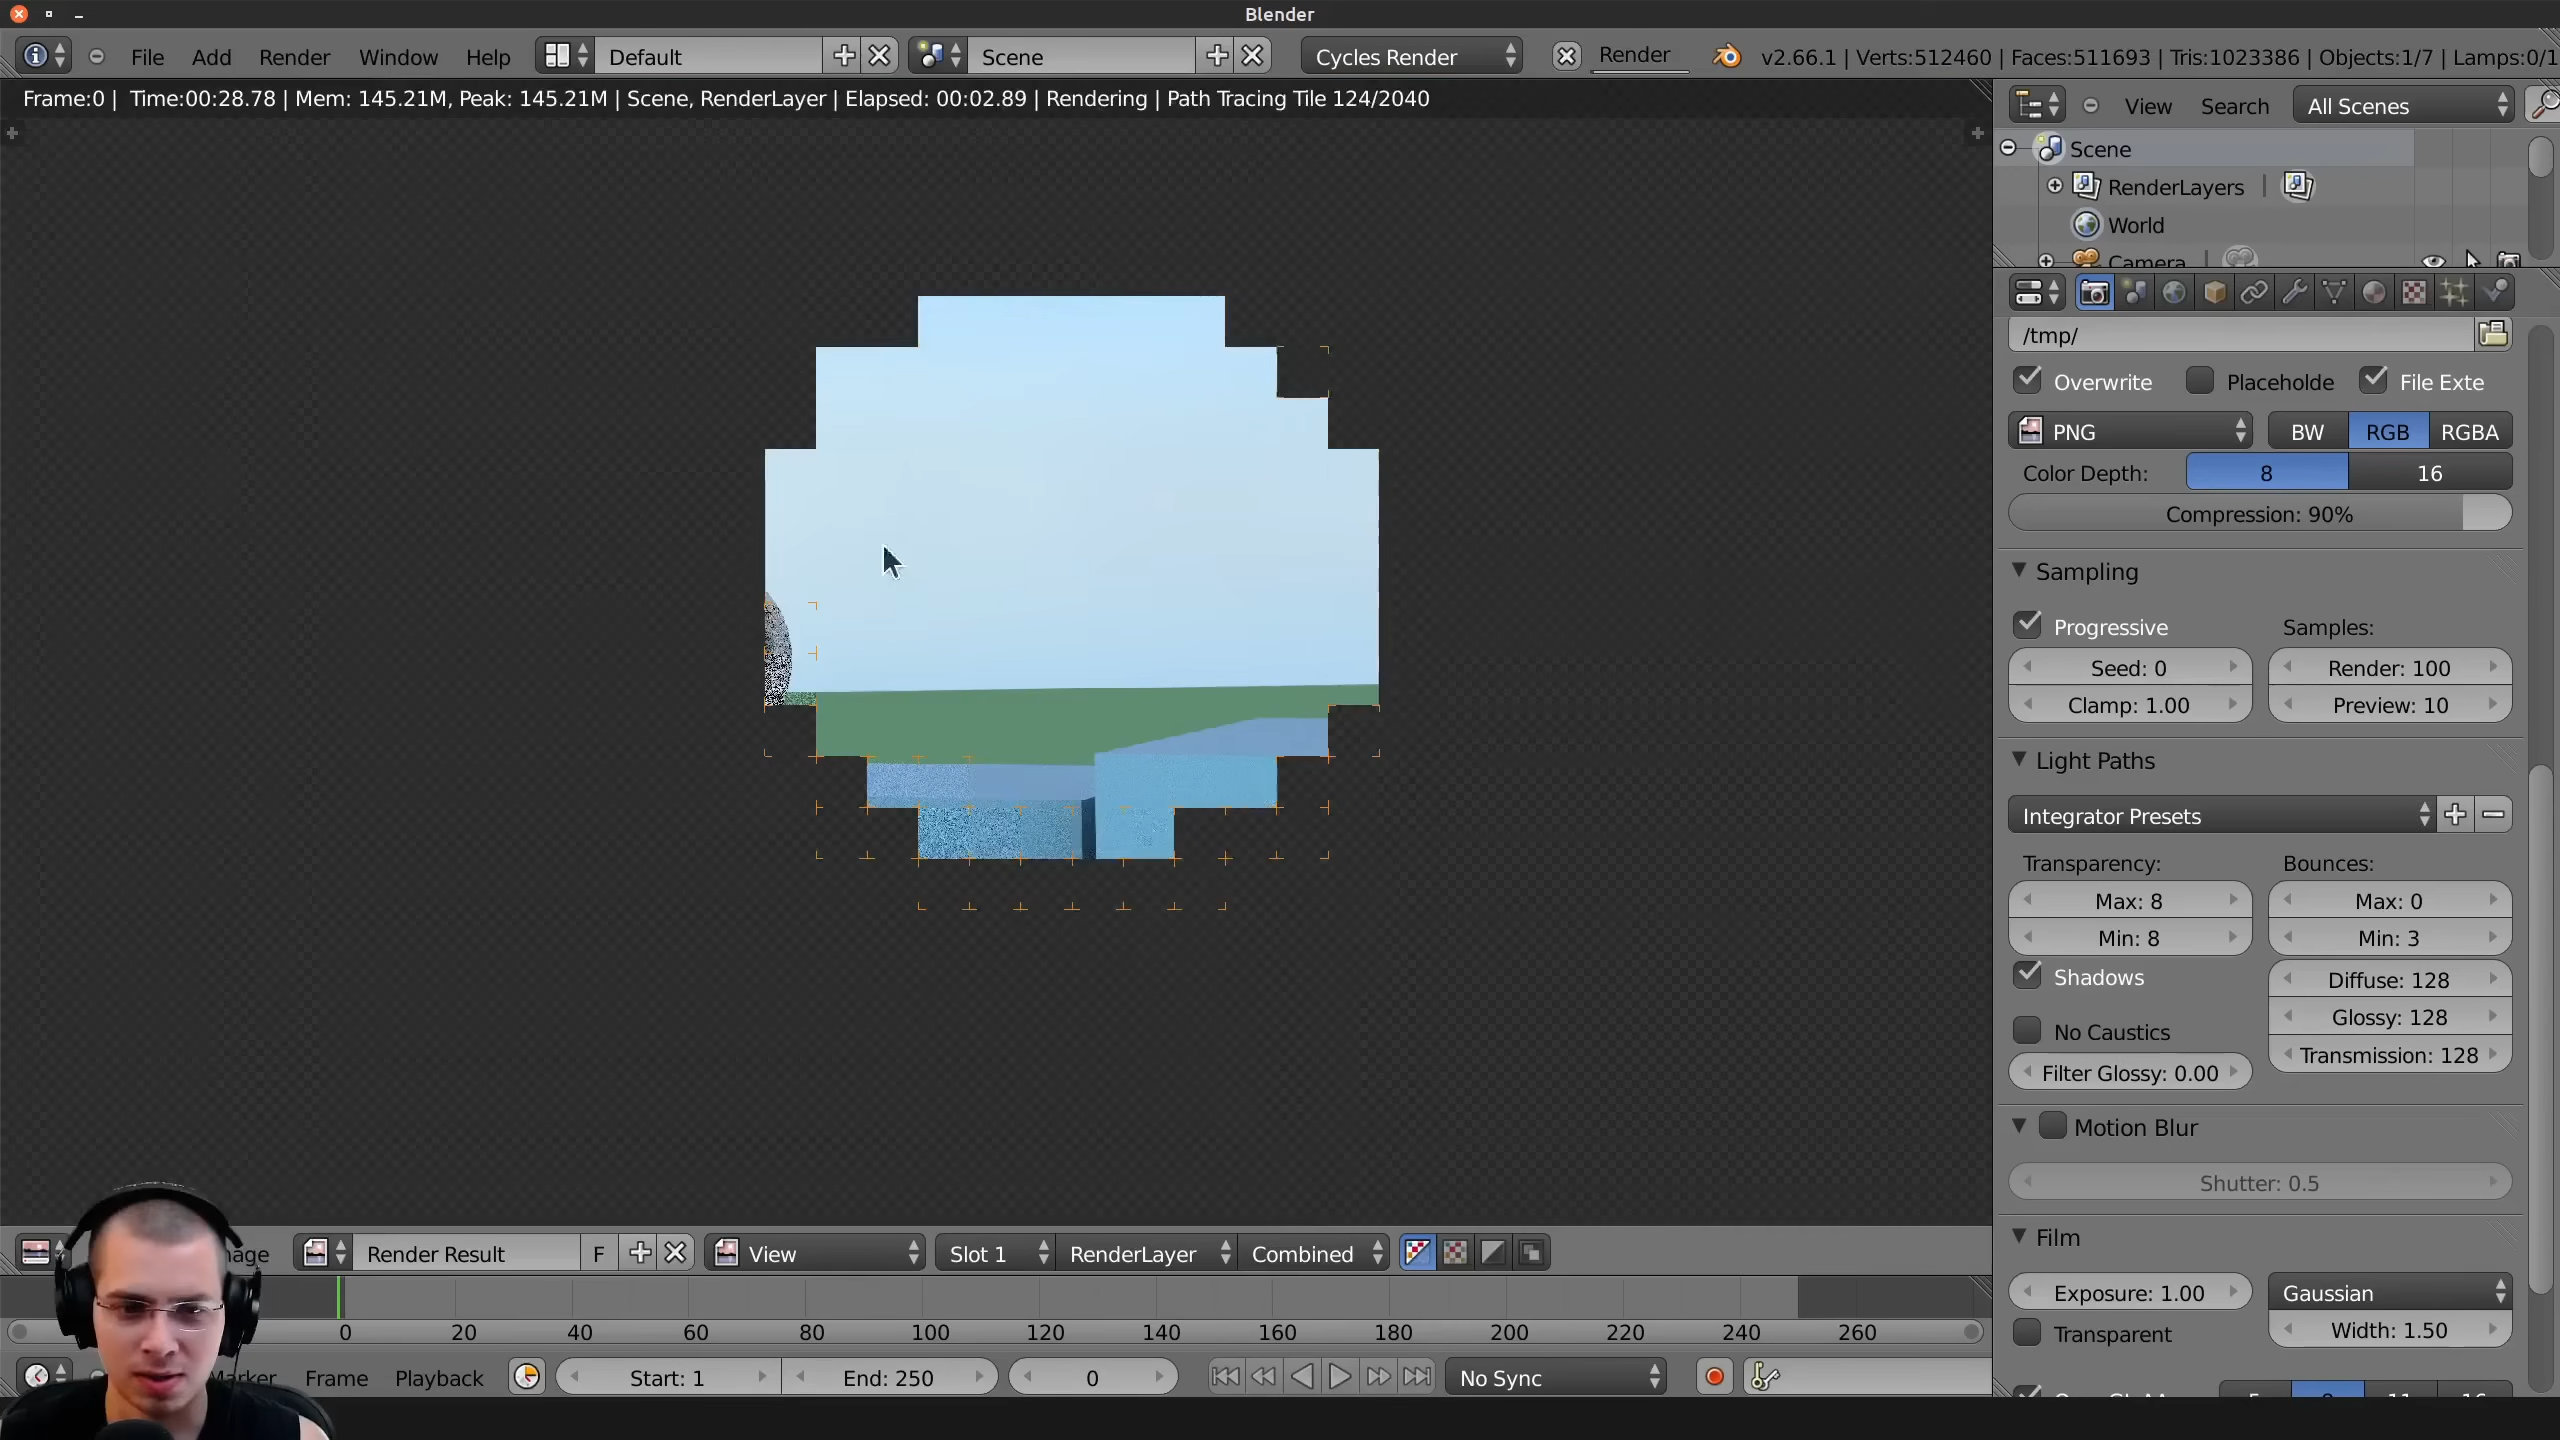 Blender
File Add Render Window Help Default Scene Cycles Render Render v2.66.1 | Verts:512460 | Faces:511693 | Tris:1023386 | Objects:1/7 | Lamps:0/1
Frame:0 | Time:00:28.78 | Mem: 145.21M, Peak: 145.21M | Scene, RenderLayer | Elapsed: 00:02.89 | Rendering | Path Tracing Tile 124/2040
View Search All Scenes
Scene
RenderLayers |
World
Camera |
/tmp/
Overwrite Placeholde File Exte
PNG BW RGB RGBA
Color Depth: 8 16
Compression: 90%
Sampling
Progressive Samples:
Seed: 0 Render: 100
Clamp: 1.00 Preview: 10
Light Paths
Integrator Presets
Transparency: Bounces:
Max: 8 Max: 0
Min: 8 Min: 3
Shadows Diffuse: 128
No Caustics Glossy: 128
Filter Glossy: 0.00 Transmission: 128
Motion Blur
Shutter: 0.5
Film
Exposure: 1.00 Gaussian
Transparent Width: 1.50
nage Render Result F View Slot 1 RenderLayer Combined
0 20 40 60 80 100 120 140 160 180 200 220 240 260
Marker Frame Playback Start: 1 End: 250 0 No Sync